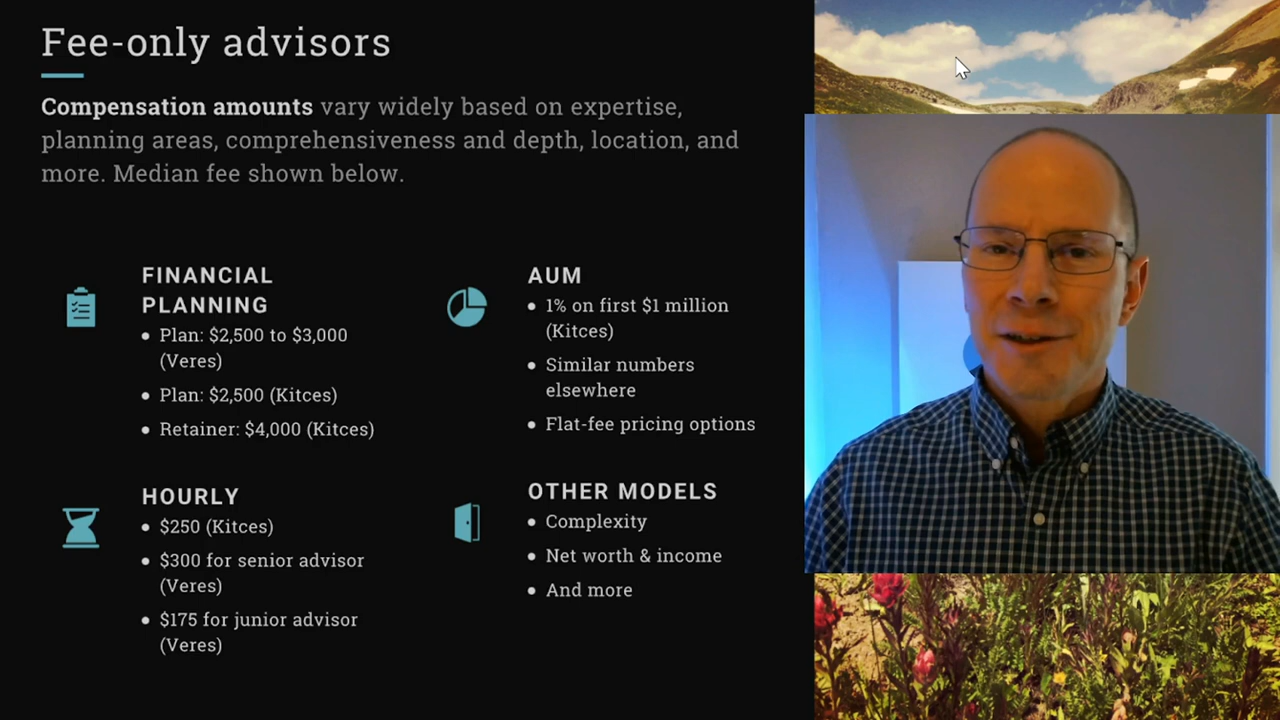 Fee-only advisors
Compensation amounts vary widely based on expertise,
planning areas, comprehensiveness and depth, location, and
more. Median fee shown below.
FINANCIAL
PLANNING
• Plan: $2,500 to $3,000
(Veres)
• Plan: $2,500 (Kitces)
• Retainer: $4,000 (Kitces)
AUM
• 1% on first $1 million
(Kitces)
• Similar numbers
elsewhere
• Flat-fee pricing options
HOURLY
• $250 (Kitces)
• $300 for senior advisor
(Veres)
• $175 for junior advisor
(Veres)
OTHER MODELS
• Complexity
• Net worth & income
• And more